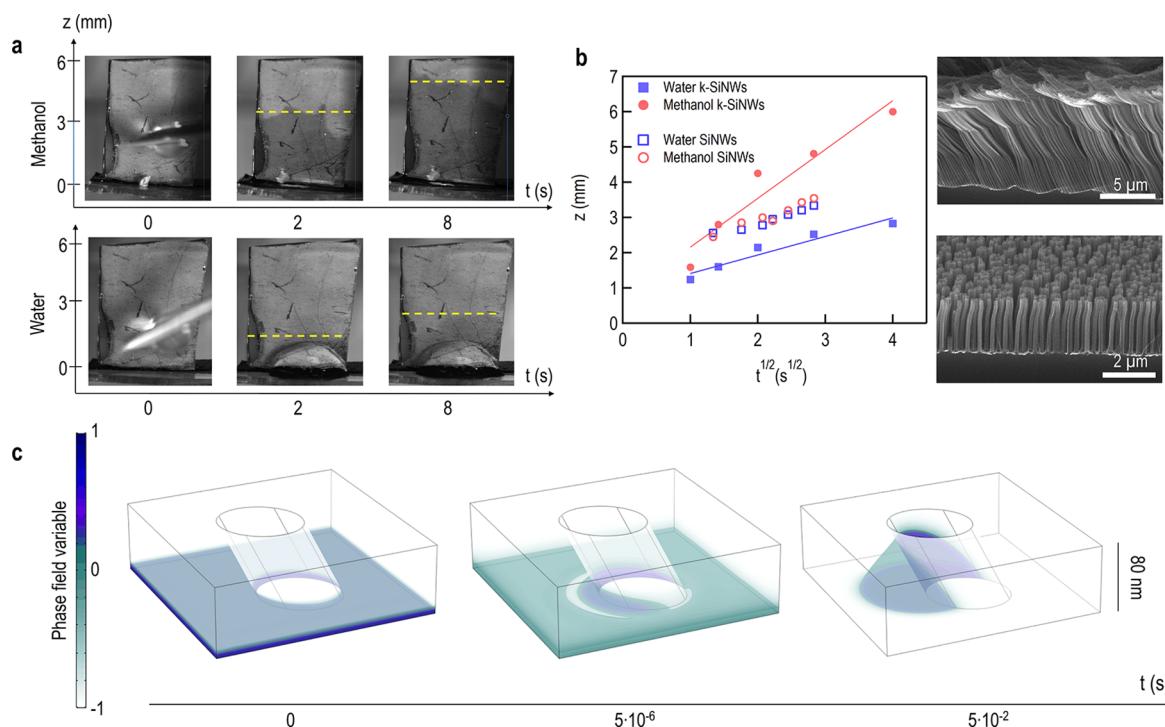 a
z (mm)
6
3
0
Methanol
t (s)
0
2
8
6
3
0
Water
t (s)
0
2
8
b
7
6
5
4
3
2
1
0
z (mm)
Water k-SiNWs
Methanol k-SiNWs
Water SiNWs
Methanol SiNWs
0
1
2
3
4
t1/2(s1/2)
5 µm
2 µm
c
1
0
-1
Phase field variable
80 nm
t (s
0
5·10-6
5·10-2